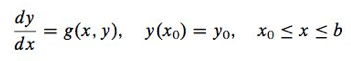 dy/dx = g(x, y), y(x₀) = y₀, x₀ ≤ x ≤ b